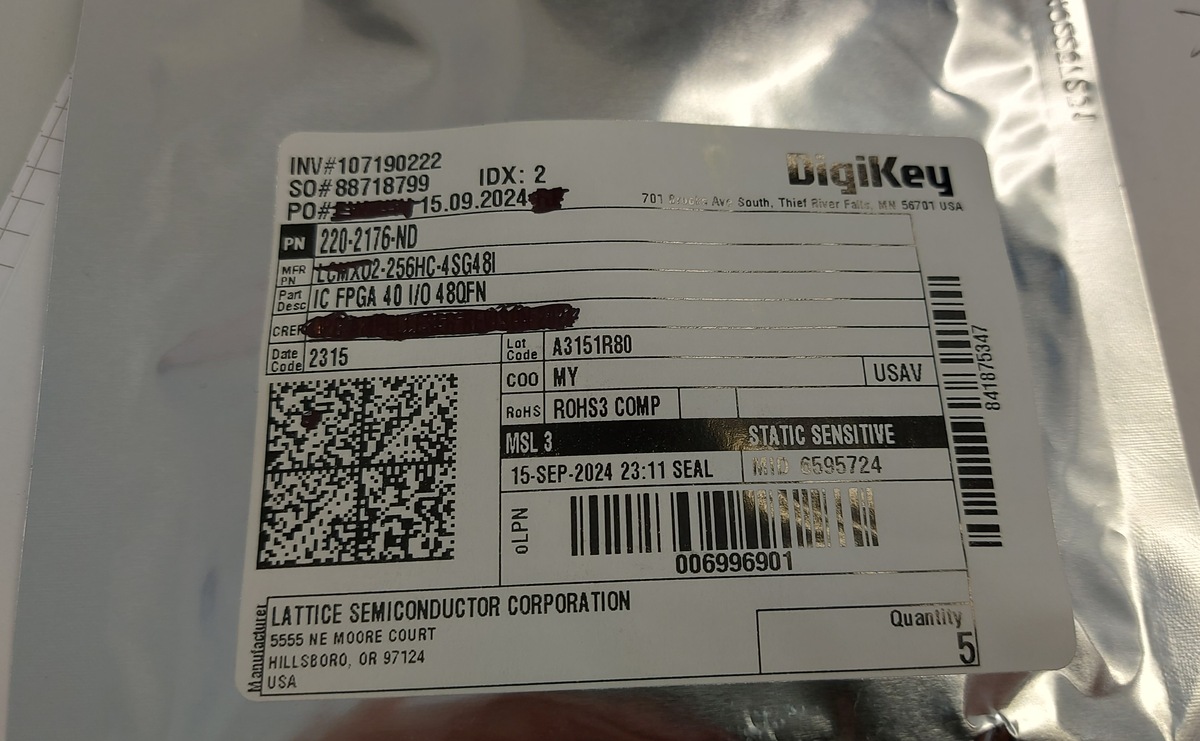 INV#107190222
SO#88718799
IDX: 2
PO# 15.09.2024
DigiKey
701 Brooks Ave South, Thief River Falls, MN 56701 USA
PN 220-2176-ND
MFR PN LCMXO2-256HC-4SG48I
Part Desc IC FPGA 40 I/O 48QFN
CREF
Date Code 2315
Lot Code A3151R80
COO MY USAV
RoHS ROHS3 COMP
MSL 3 STATIC SENSITIVE
15-SEP-2024 23:11 SEAL MID 6595724
oLPN
006996901
841875347
Manufacturer
LATTICE SEMICONDUCTOR CORPORATION
5555 NE MOORE COURT
HILLSBORO, OR 97124
USA
Quantity
5